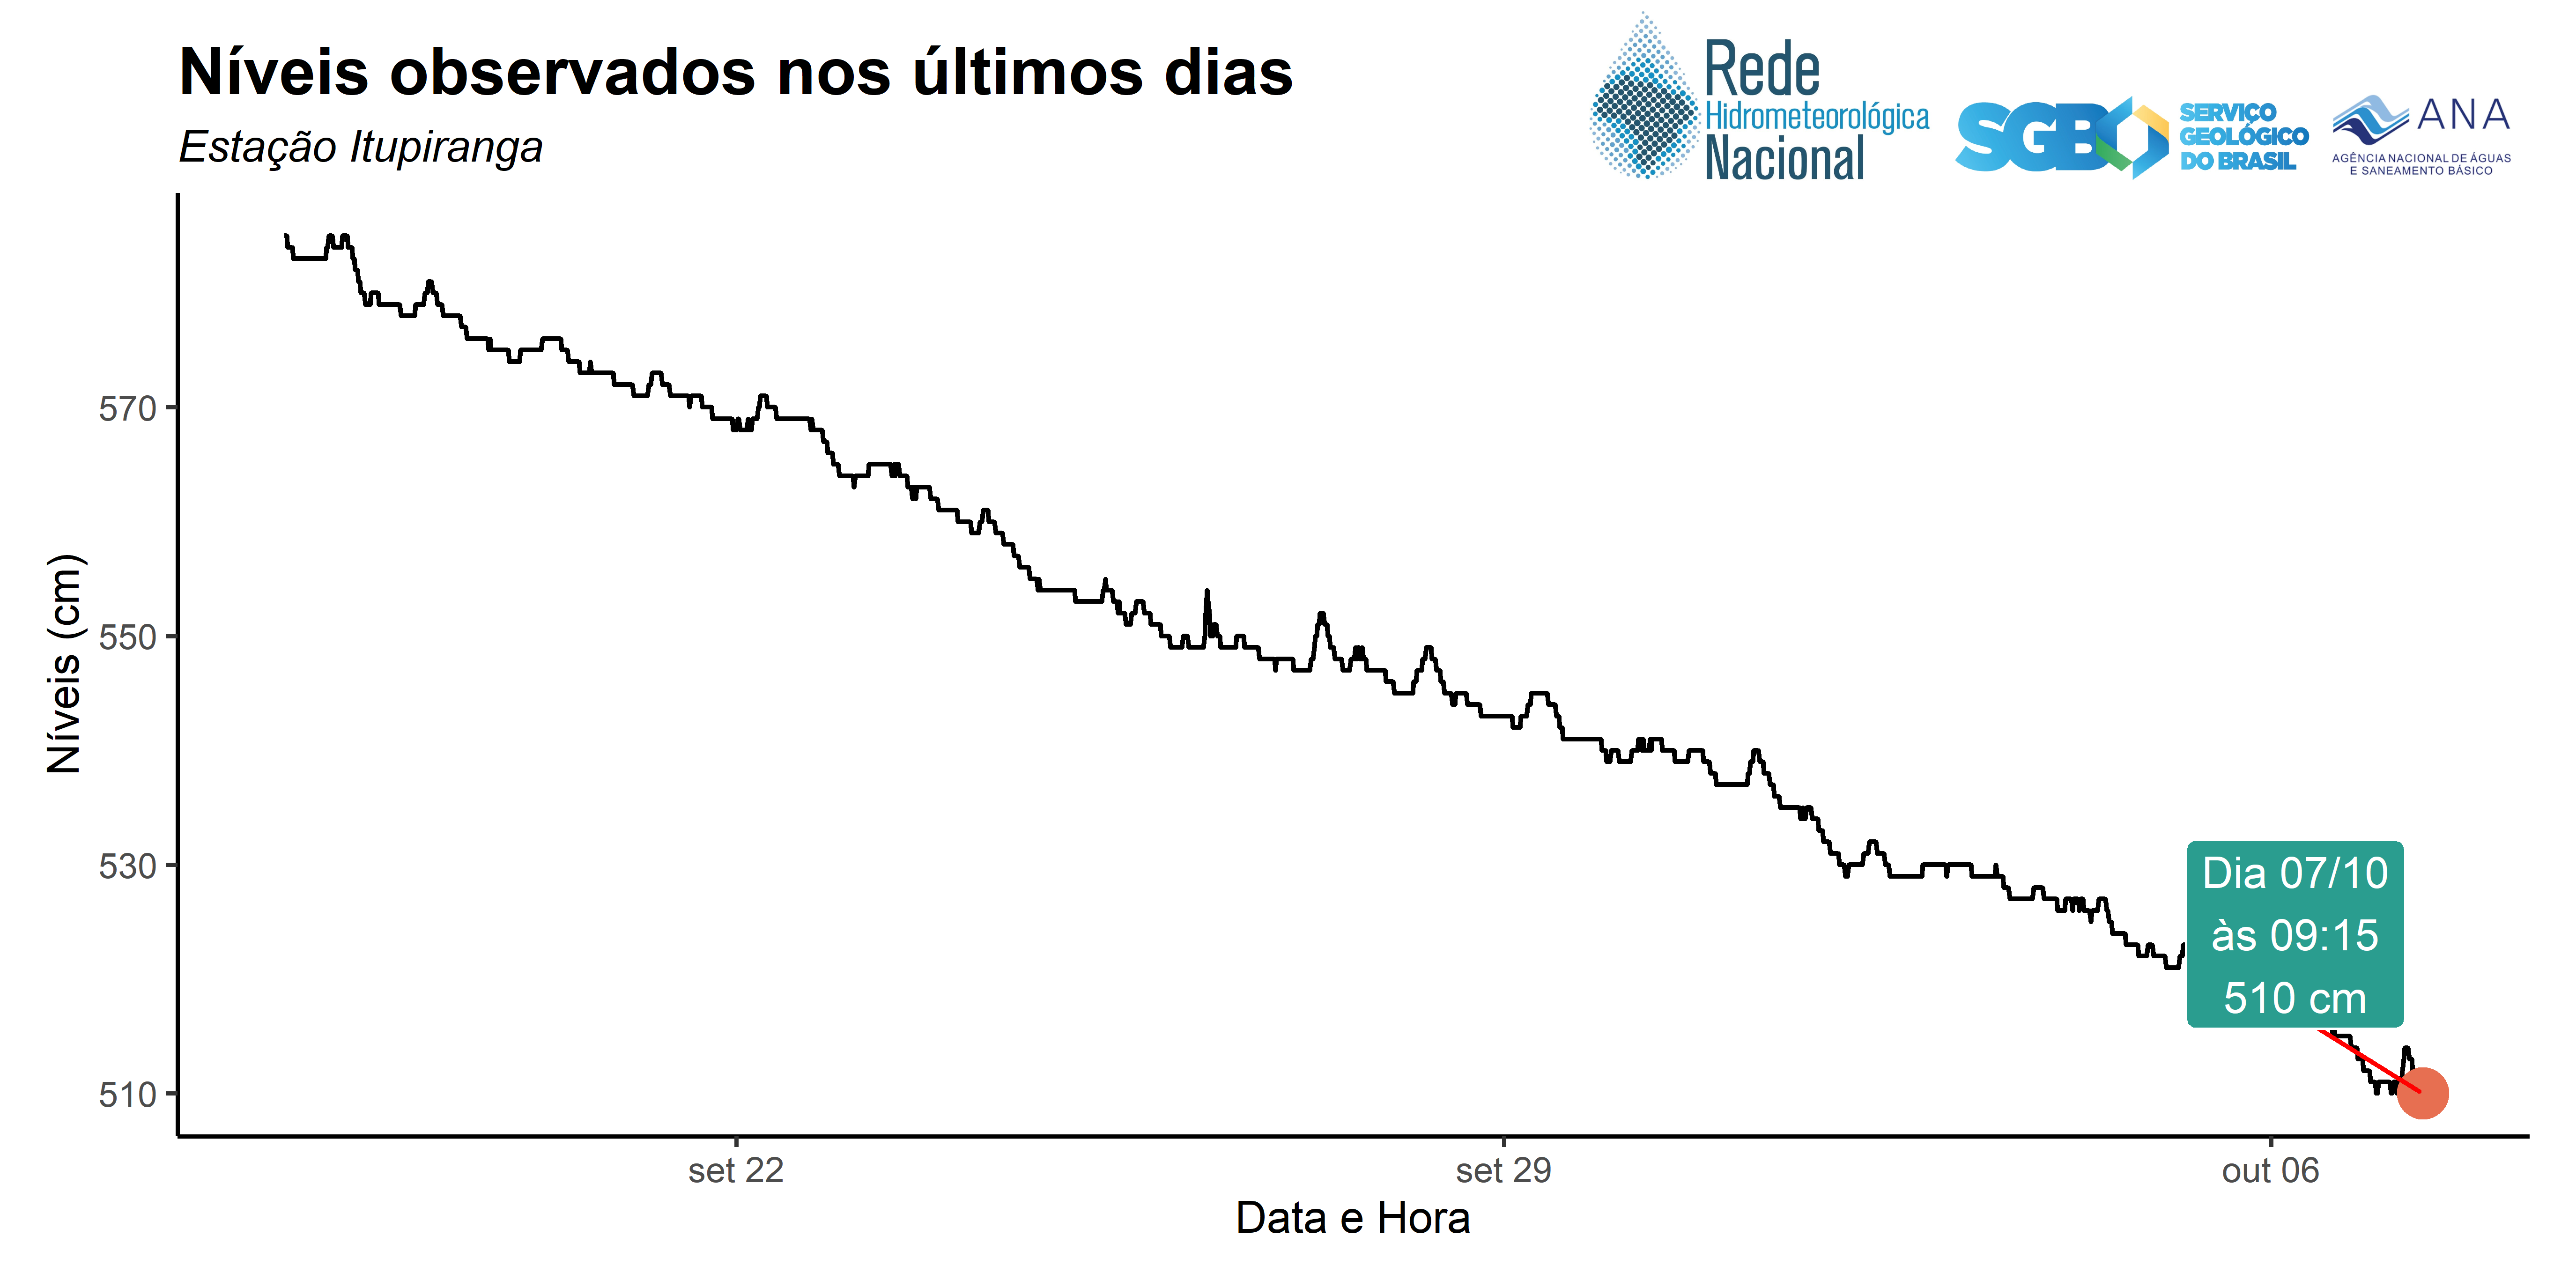 Níveis observados nos últimos dias
Estação Itupiranga
Rede
Hidrometeorológica
Nacional
SGB
SERVIÇO
GEOLÓGICO
DO BRASIL
ANA
AGÊNCIA NACIONAL DE ÁGUAS
E SANEAMENTO BÁSICO
Níveis (cm)
570
550
530
510
Dia 07/10
às 09:15
510 cm
set 22
set 29
out 06
Data e Hora